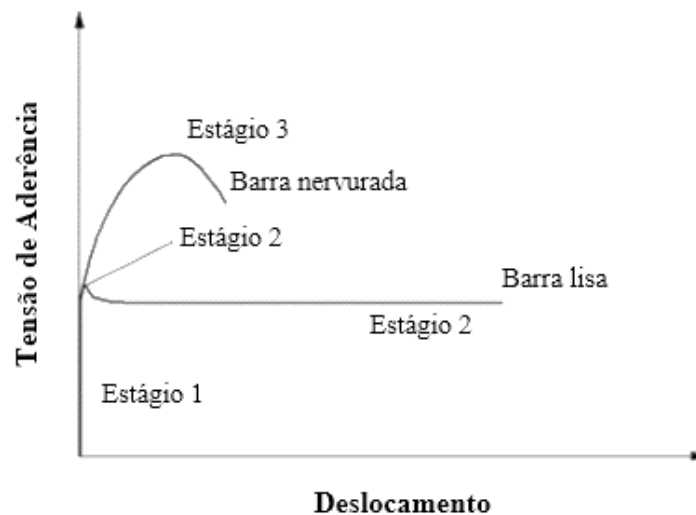 Tensão de Aderência
Estágio 3
Barra nervurada
Estágio 2
Barra lisa
Estágio 2
Estágio 1
Deslocamento